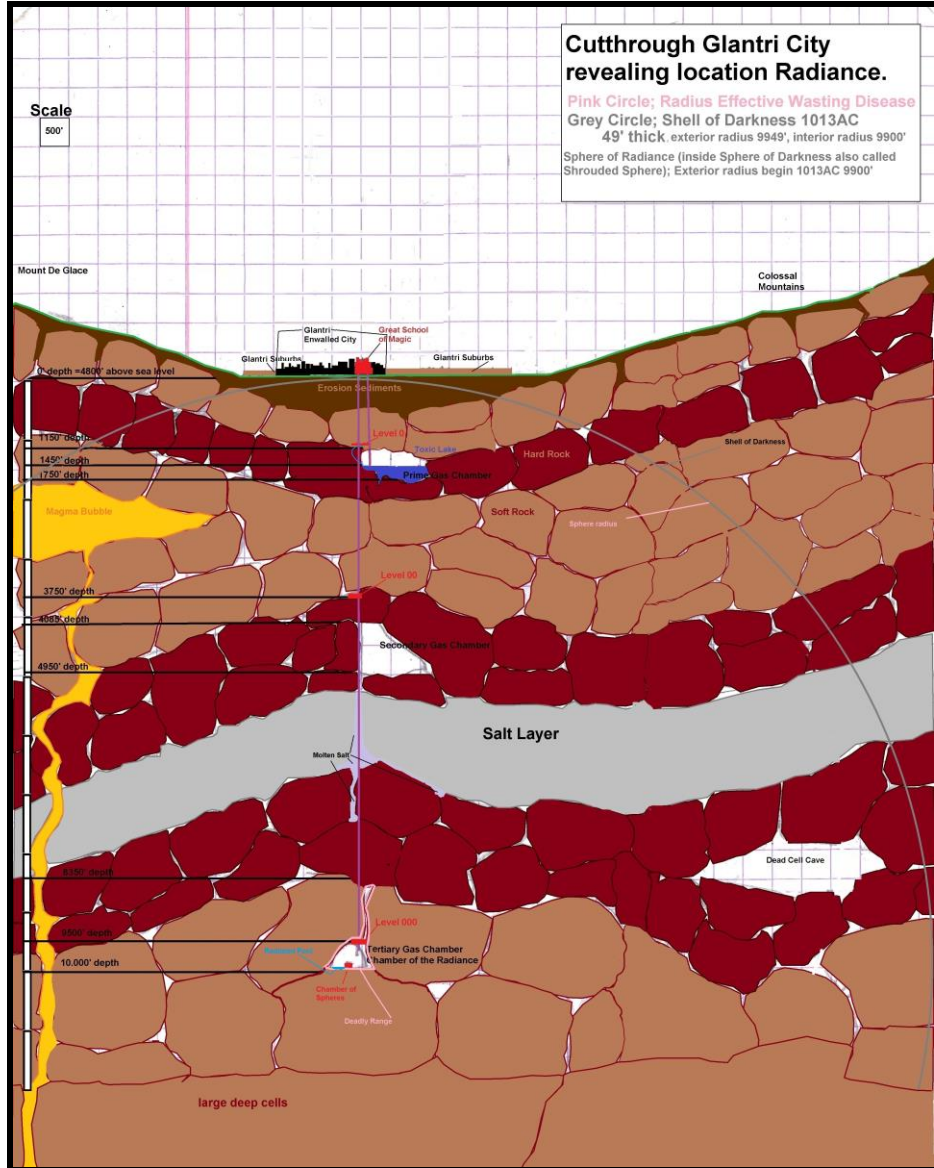 Cutthrough Glantri City
revealing location Radiance.
Pink Circle; Radius Effective Wasting Disease
Grey Circle; Shell of Darkness 1013AC
49' thick, exterior radius 9949', interior radius 9900'
Sphere of Radiance (inside Sphere of Darkness also called
Shrouded Sphere); Exterior radius begin 1013AC 9900'
Scale
500'
Mount De Glace
Colossal
Mountains
Glantri
Enwalled City
Great School
of Magic
Glantri Suburbs
Glantri Suburbs
0' depth =4800' above sea level
Erosion Sediments
Level 0
1150' depth
Toxic Lake
Shell of Darkness
Hard Rock
1450' depth
1750' depth
Prime Gas Chamber
Magma Bubble
Soft Rock
Sphere radius
Level 00
3750' depth
4085' depth
Secondary Gas Chamber
4950' depth
Salt Layer
Molten Salt
Dead Cell Cave
8350' depth
Level 000
9500' depth
Tertiary Gas Chamber
Chamber of the Radiance
10.000' depth
Chamber of
Spheres
Deadly Range
large deep cells